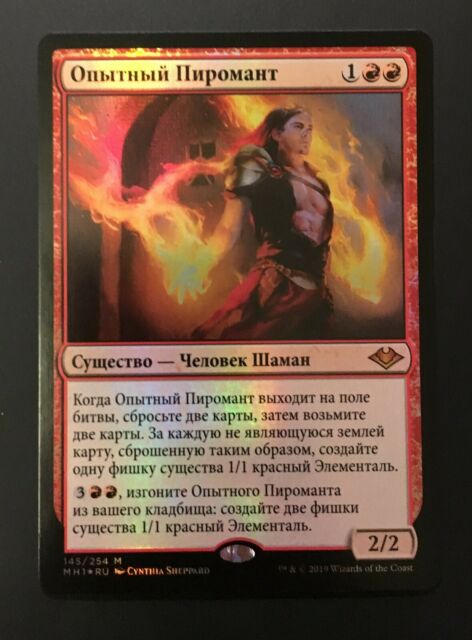 Опытный Пиромант 1
Существо — Человек Шаман
Когда Опытный Пиромант выходит на поле
битвы, сбросьте две карты, затем возьмите
две карты. За каждую не являющуюся землей
карту, сброшенную таким образом, создайте
одну фишку существа 1/1 красный Элементаль.
3, изгоните Опытного Пироманта
из вашего кладбища: создайте две фишки
существа 1/1 красный Элементаль.
2/2
145/254 M
MH1★RU Cynthia Sheppard
™ & © 2019 Wizards of the Coast